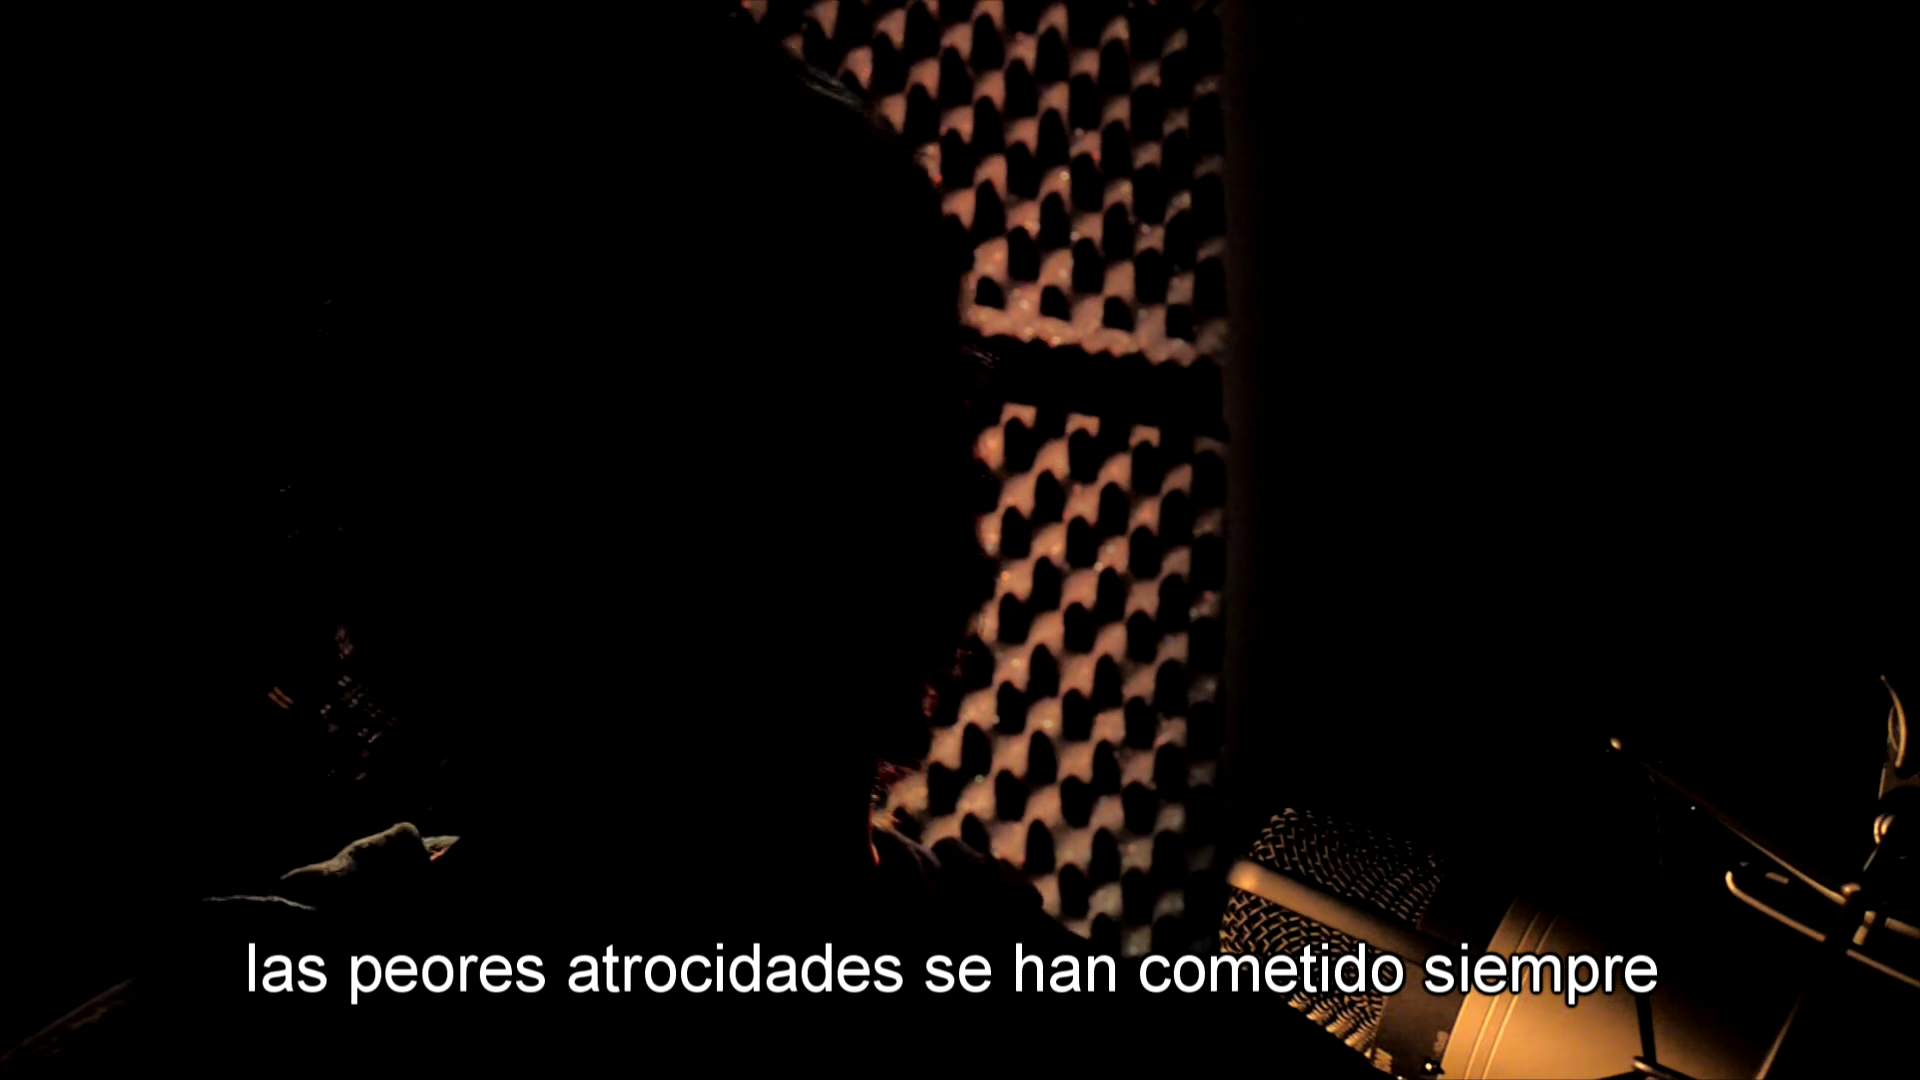 las peores atrocidades se han cometido siempre